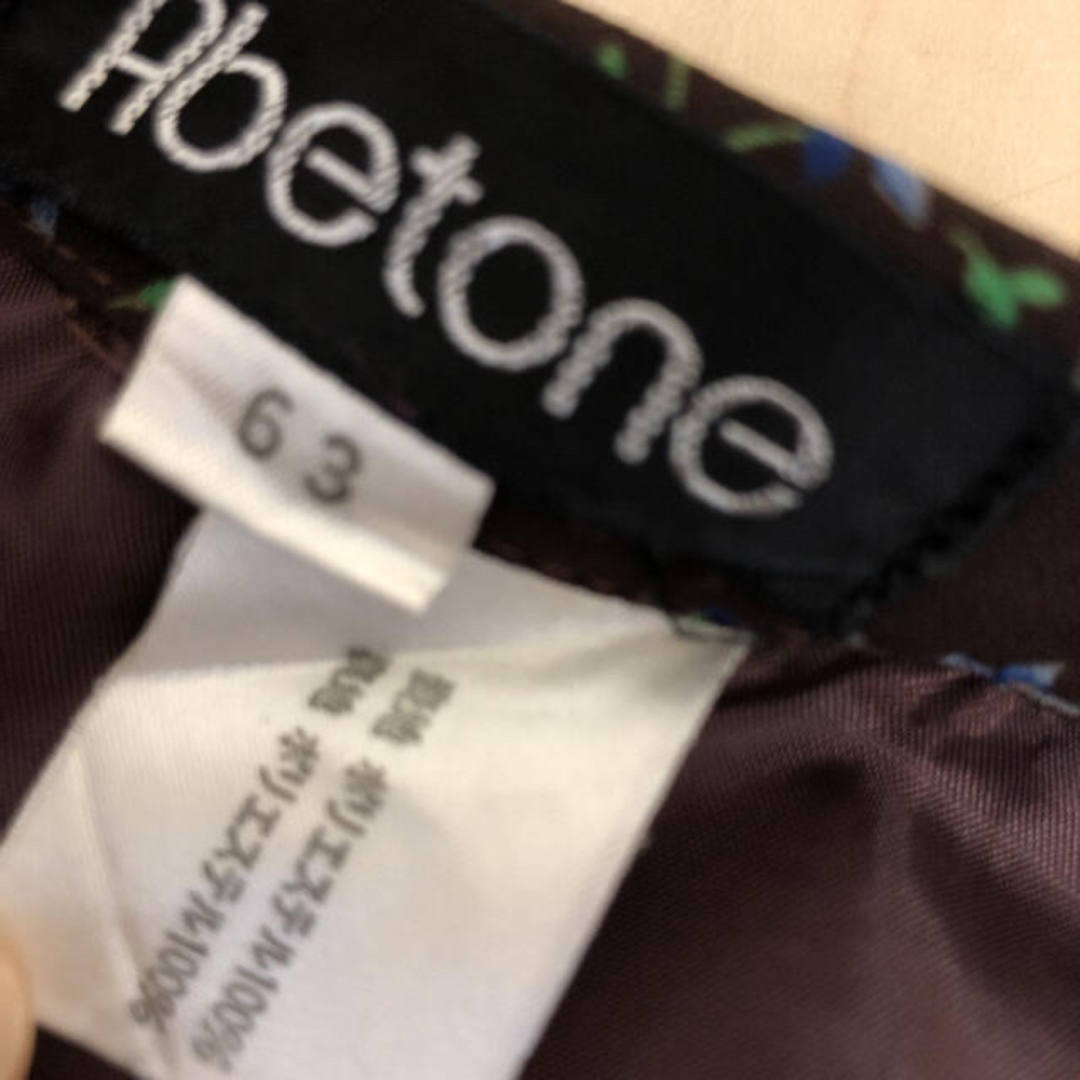 Abetone
63
表地 ポリエステル100%
裏地 ポリエステル100%